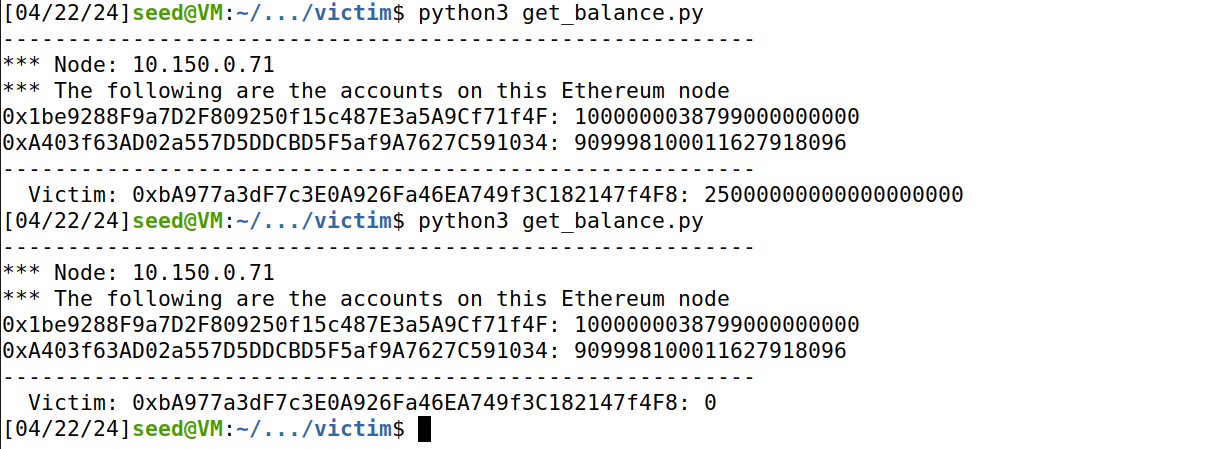 [04/22/24]seed@VM:~/.../victim$ python3 get_balance.py
----------------------------------------------------------
*** Node: 10.150.0.71
*** The following are the accounts on this Ethereum node
0x1be9288F9a7D2F809250f15c487E3a5A9Cf71f4F: 1000000038799000000000
0xA403f63AD02a557D5DDCBD5F5af9A7627C591034: 909998100011627918096
----------------------------------------------------------
  Victim: 0xbA977a3dF7c3E0A926Fa46EA749f3C182147f4F8: 25000000000000000000
[04/22/24]seed@VM:~/.../victim$ python3 get_balance.py
----------------------------------------------------------
*** Node: 10.150.0.71
*** The following are the accounts on this Ethereum node
0x1be9288F9a7D2F809250f15c487E3a5A9Cf71f4F: 1000000038799000000000
0xA403f63AD02a557D5DDCBD5F5af9A7627C591034: 909998100011627918096
----------------------------------------------------------
  Victim: 0xbA977a3dF7c3E0A926Fa46EA749f3C182147f4F8: 0
[04/22/24]seed@VM:~/.../victim$